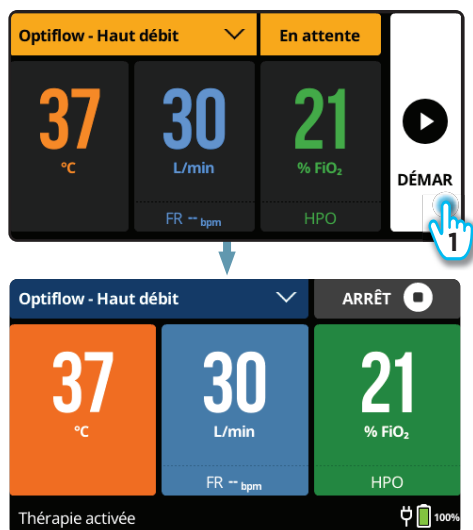 Optiflow - Haut débit
En attente
37
°C
30
L/min
FR -- bpm
21
% FiO₂
HPO
DÉMAR
1
Optiflow - Haut débit
ARRÊT
37
°C
30
L/min
FR -- bpm
21
% FiO₂
HPO
Thérapie activée
100%